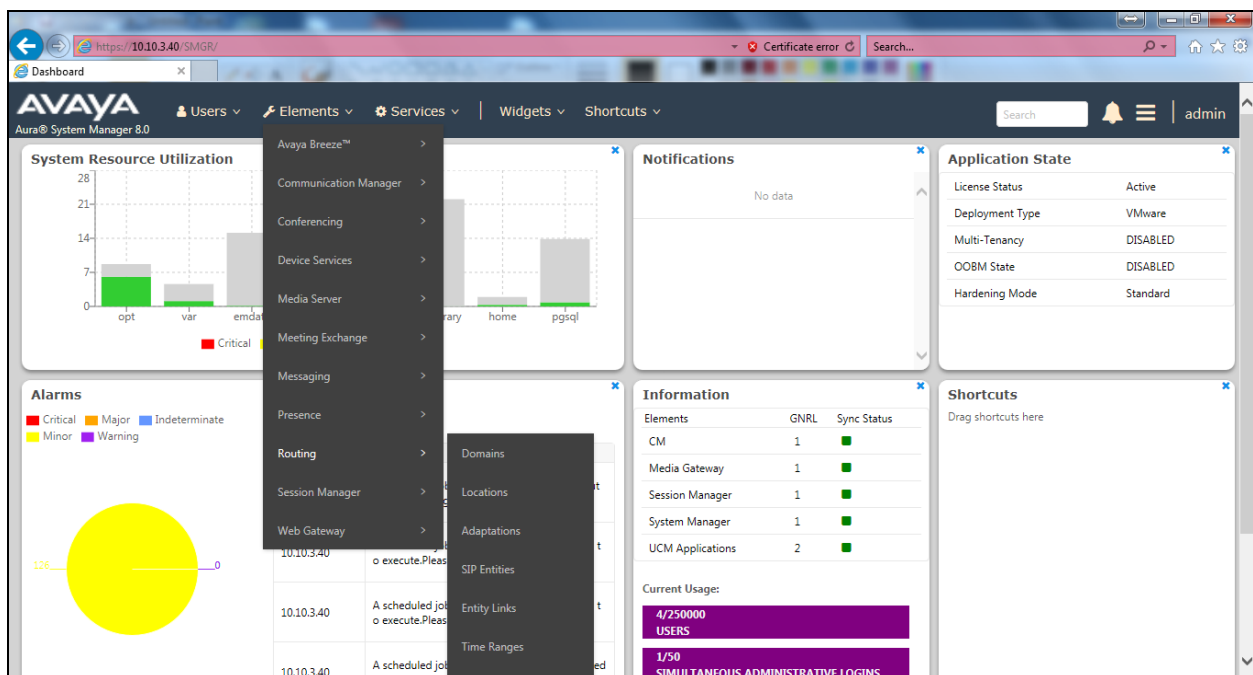 https://10.10.3.40/SMGR/
Certificate error
Search...
Dashboard
AVAYA
Aura® System Manager 8.0
Users
Elements
Services
Widgets
Shortcuts
Search
admin
System Resource Utilization
28
21
14
7
0
opt
var
home
pgsql
Critical
Avaya Breeze™
Communication Manager
Conferencing
Device Services
Media Server
Meeting Exchange
Messaging
Presence
Routing
Session Manager
Web Gateway
Domains
Locations
Adaptations
SIP Entities
Entity Links
Time Ranges
Notifications
No data
Application State
License Status Active
Deployment Type VMware
Multi-Tenancy DISABLED
OOBM State DISABLED
Hardening Mode Standard
Alarms
Critical Major Indeterminate
Minor Warning
126
0
10.10.3.40
o execute.Pleas
10.10.3.40
A scheduled jo
o execute.Pleas
10.10.3.40
A scheduled jo
ed
Information
Elements GNRL Sync Status
CM 1
Media Gateway 1
Session Manager 1
System Manager 1
UCM Applications 2
Current Usage:
4/250000
USERS
1/50
SIMULTANEOUS ADMINISTRATIVE LOGINS
Shortcuts
Drag shortcuts here